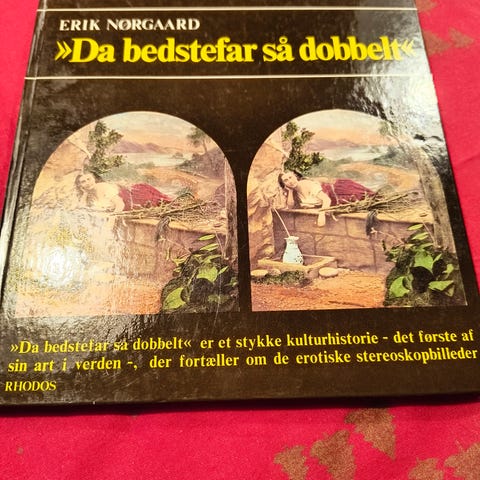 ERIK NØRGAARD
»Da bedstefar så dobbelt«
»Da bedstefar så dobbelt« er et stykke kulturhistorie - det første af
sin art i verden -, der fortæller om de erotiske stereoskopbilleder
RHODOS